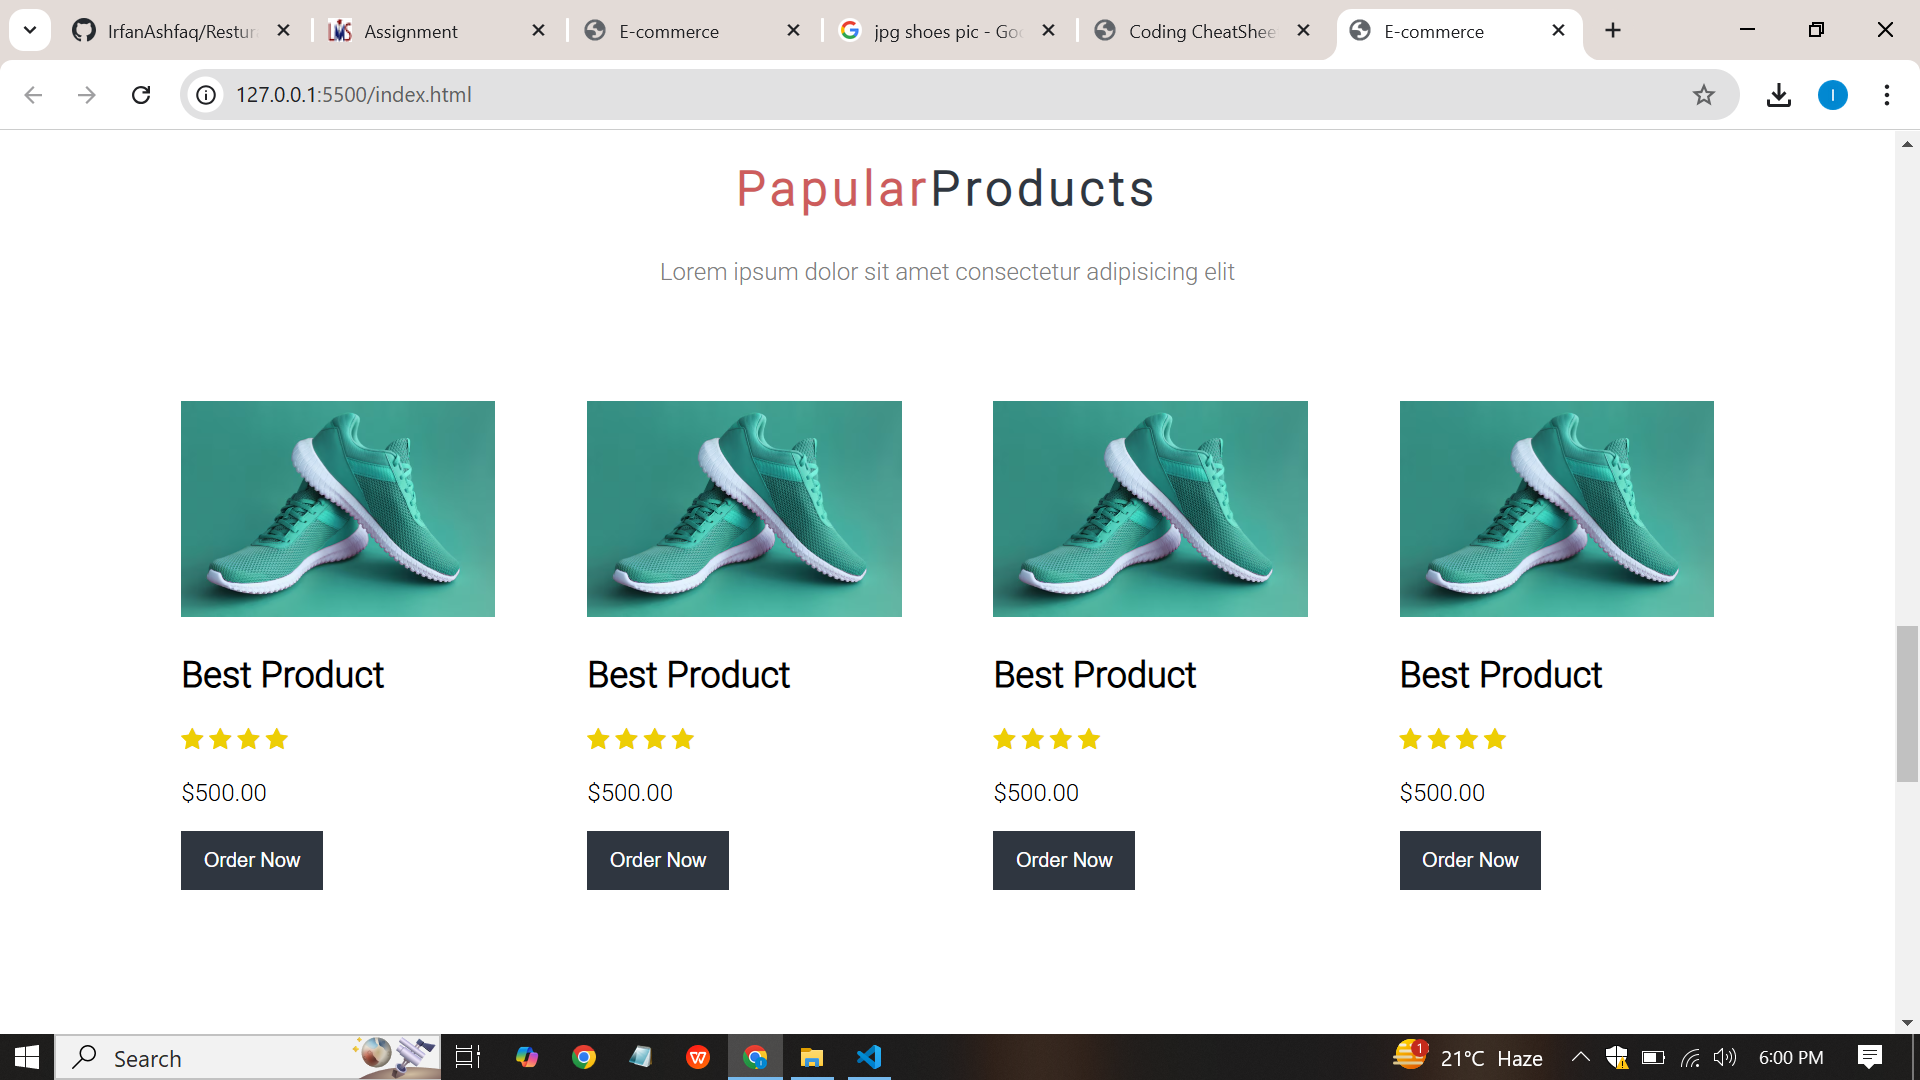 IrfanAshfaq/Restur
Assignment
E-commerce
jpg shoes pic - Goo
Coding CheatShee
E-commerce
127.0.0.1:5500/index.html
I
PapularProducts
Lorem ipsum dolor sit amet consectetur adipisicing elit
Best Product Best Product Best Product Best Product
$500.00 $500.00 $500.00 $500.00
Order Now Order Now Order Now Order Now
Search
1
21°C Haze
6:00 PM